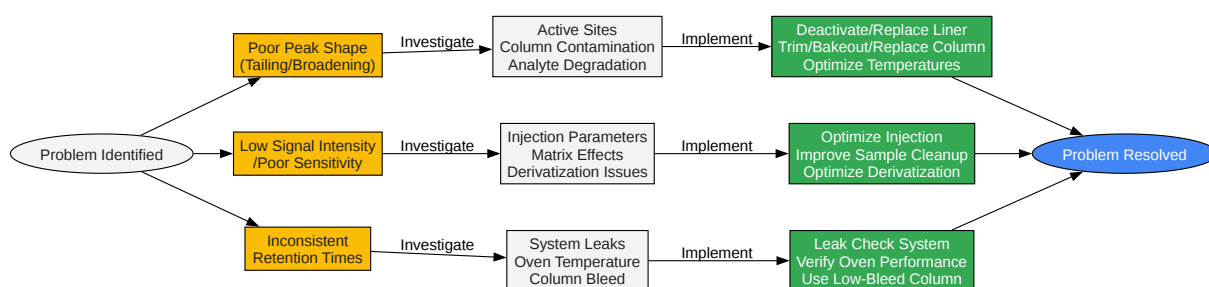 Problem Identified
Poor Peak Shape
(Tailing/Broadening)
Investigate
Active Sites
Column Contamination
Analyte Degradation
Implement
Deactivate/Replace Liner
Trim/Bakeout/Replace Column
Optimize Temperatures
Low Signal Intensity
/Poor Sensitivity
Investigate
Injection Parameters
Matrix Effects
Derivatization Issues
Implement
Optimize Injection
Improve Sample Cleanup
Optimize Derivatization
Inconsistent
Retention Times
Investigate
System Leaks
Oven Temperature
Column Bleed
Implement
Leak Check System
Verify Oven Performance
Use Low-Bleed Column
Problem Resolved